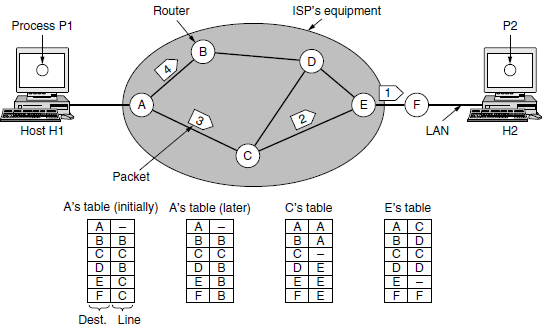 Router
ISP's equipment
Process P1
P2
B
D
4
A
E
1
F
3
2
C
Host H1
LAN
H2
Packet
A's table (initially)
A's table (later)
C's table
E's table
A –
B B
C C
D B
E C
F C
A –
B B
C C
D B
E B
F B
A A
B A
C –
D E
E E
F E
A C
B D
C C
D D
E –
F F
Dest. Line